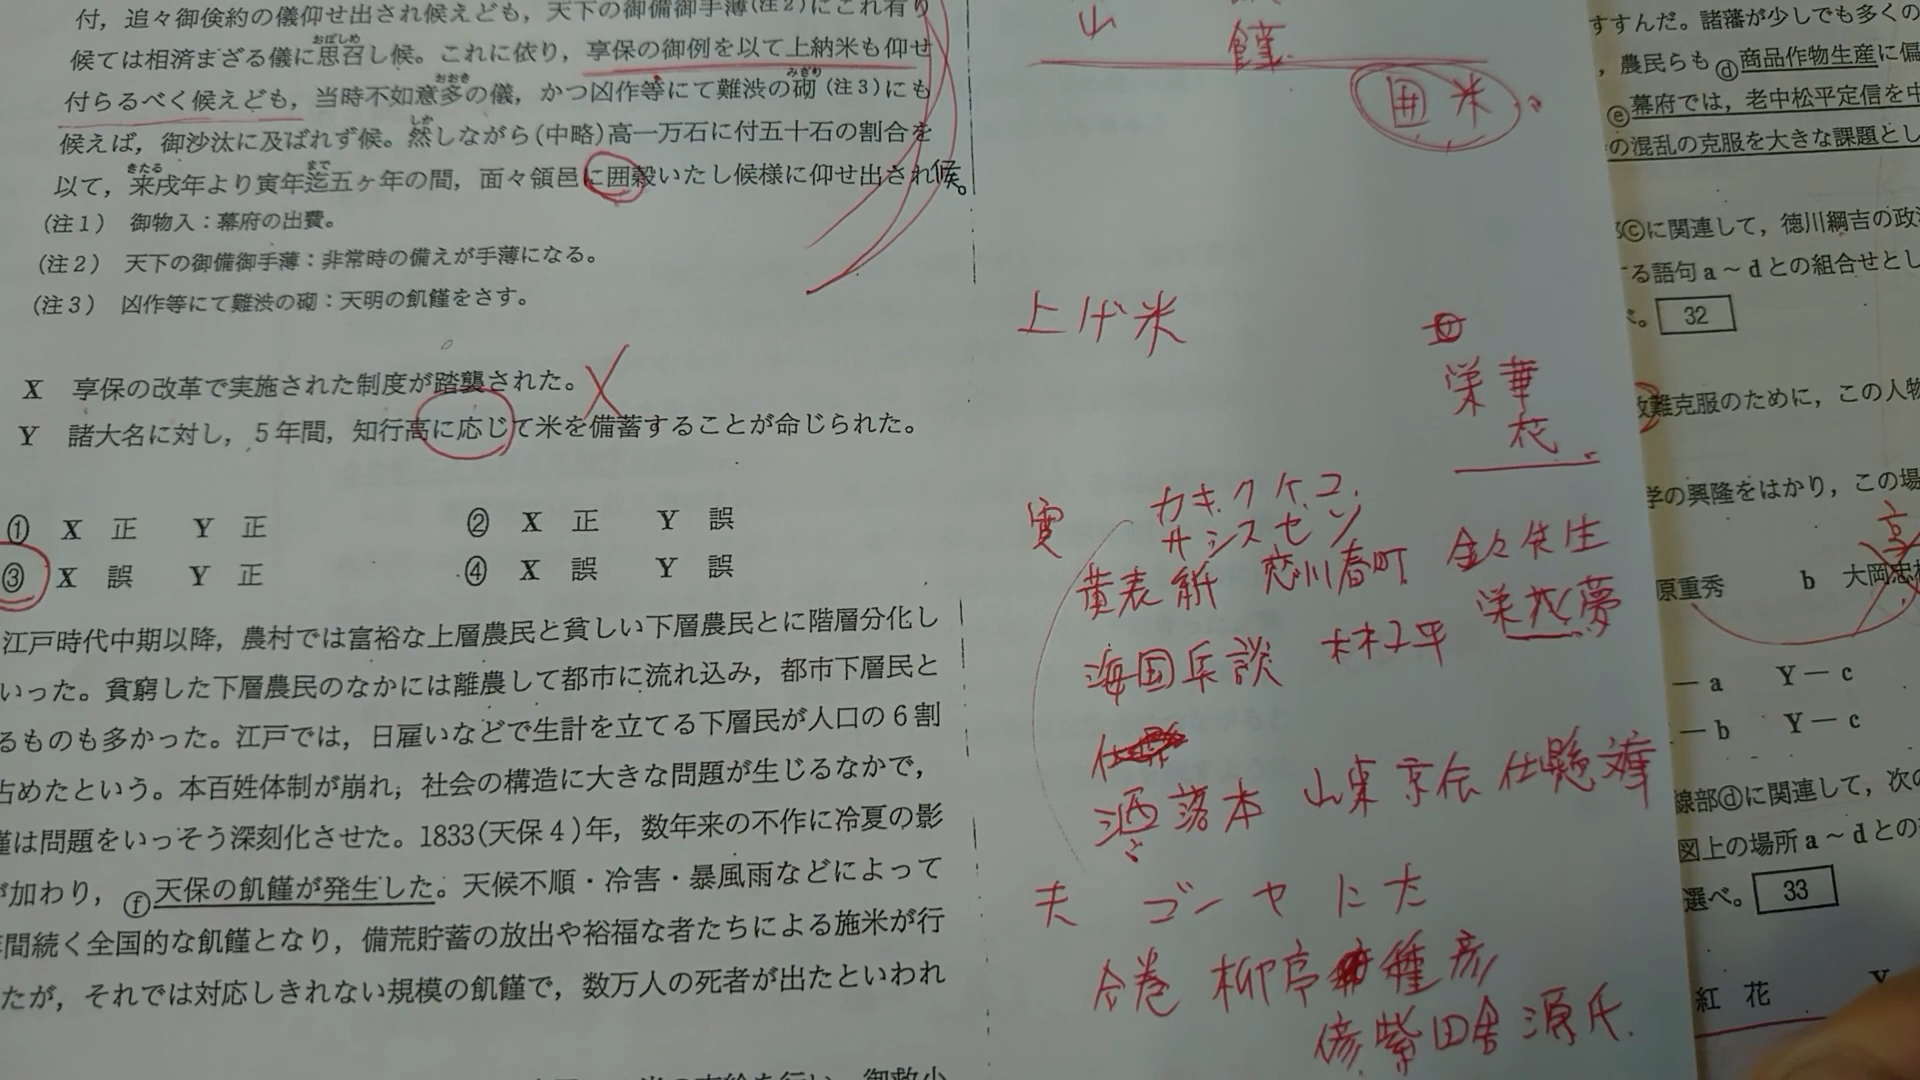 付，追々御倹約の儀仰せ出され候えども，天下の御備御手薄(注2)にこれ有り
候ては相済まざる儀に思召し候。これに依り，享保の御例を以て上納米も仰せ
付らるべく候えども，当時不如意多の儀，かつ凶作等にて難渋の砌(注3)にも
候えば，御沙汰に及ばれず候。然しながら(中略)高一万石に付五十石の割合を
以て，来戌年より寅年迄五ヶ年の間，面々領邑に囲穀いたし候様に仰せ出され候。
(注1) 御物入：幕府の出費。
(注2) 天下の御備御手薄：非常時の備えが手薄になる。
(注3) 凶作等にて難渋の砌：天明の飢饉をさす。
X 享保の改革で実施された制度が踏襲された。
Y 諸大名に対し，5年間，知行高に応じて米を備蓄することが命じられた。
① X 正 Y 正 ② X 正 Y 誤
③ X 誤 Y 正 ④ X 誤 Y 誤
江戸時代中期以降，農村では富裕な上層農民と貧しい下層農民とに階層分化し
いった。貧窮した下層農民のなかには離農して都市に流れ込み，都市下層民と
るものも多かった。江戸では，日雇いなどで生計を立てる下層民が人口の6割
占めたという。本百姓体制が崩れ，社会の構造に大きな問題が生じるなかで，
饉は問題をいっそう深刻化させた。1833(天保4)年，数年来の不作に冷夏の影
が加わり，ⓕ天保の飢饉が発生した。天候不順・冷害・暴風雨などによって
間続く全国的な飢饉となり，備荒貯蓄の放出や裕福な者たちによる施米が行
たが，それでは対応しきれない規模の飢饉で，数万人の死者が出たといわれ
山
饉
囲米
上げ米
栄華
花
寛
カキクケコ
サシスセソ
黄表紙 恋川春町 金々先生
栄花夢
海国兵談 林子平
洒落本 山東京伝 仕懸文庫
天 ゴーヤに大
合巻 柳亭種彦
偐紫田舎源氏
すすんだ。諸藩が少しでも多くの
，農民らもⓓ商品作物生産に偏
ⓔ幕府では，老中松平定信を中
の混乱の克服を大きな課題とし
ⓒに関連して，徳川綱吉の政
する語句a～dとの組合せとし
べ。 32
難克服のために，この人物
学の興隆をはかり，この場
原重秀 b 大岡忠相
－a Y－c
－b Y－c
線部ⓓに関連して，次の
図上の場所a～dとの
選べ。 33
紅花